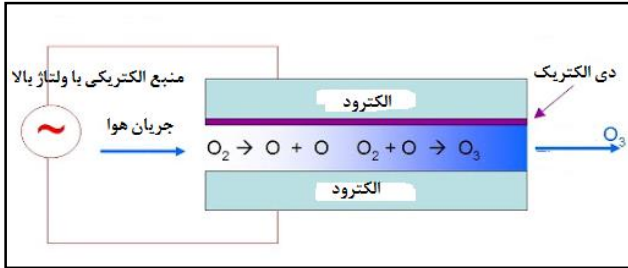 منبع الکتریکی با ولتاژ بالا
دی الکتریک
الکترود
~
جریان هوا
O₂ → O + O   O₂ + O → O₃
O₃
الکترود